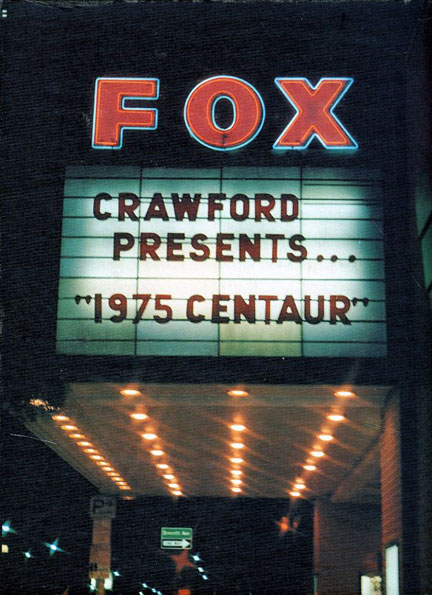 FOX
CRAWFORD
PRESENTS...
"1975 CENTAUR"
P